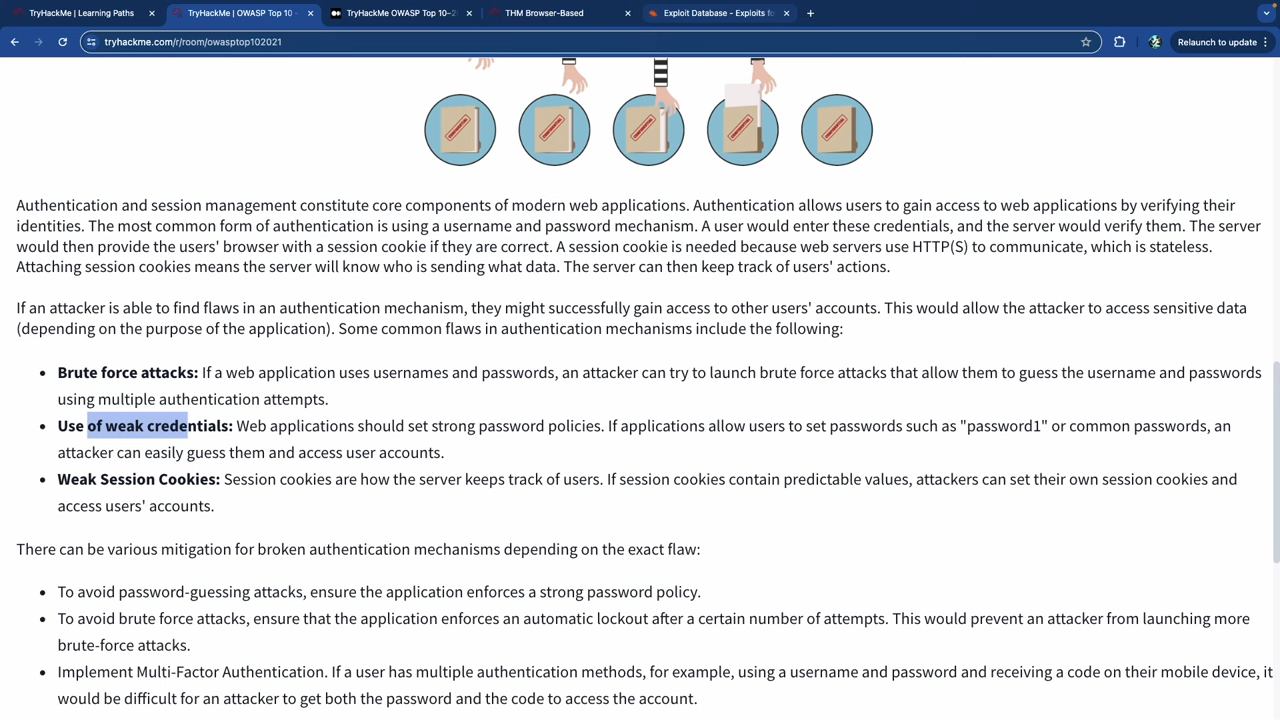 TryHackMe | Learning Paths
TryHackMe | OWASP Top 10 -
TryHackMe OWASP Top 10–2
THM Browser-Based
Exploit Database - Exploits fo
tryhackme.com/r/room/owasptop102021
Relaunch to update
Authentication and session management constitute core components of modern web applications. Authentication allows users to gain access to web applications by verifying their
identities. The most common form of authentication is using a username and password mechanism. A user would enter these credentials, and the server would verify them. The server
would then provide the users' browser with a session cookie if they are correct. A session cookie is needed because web servers use HTTP(S) to communicate, which is stateless.
Attaching session cookies means the server will know who is sending what data. The server can then keep track of users' actions.
If an attacker is able to find flaws in an authentication mechanism, they might successfully gain access to other users' accounts. This would allow the attacker to access sensitive data
(depending on the purpose of the application). Some common flaws in authentication mechanisms include the following:
• Brute force attacks: If a web application uses usernames and passwords, an attacker can try to launch brute force attacks that allow them to guess the username and passwords
using multiple authentication attempts.
• Use of weak credentials: Web applications should set strong password policies. If applications allow users to set passwords such as "password1" or common passwords, an
attacker can easily guess them and access user accounts.
• Weak Session Cookies: Session cookies are how the server keeps track of users. If session cookies contain predictable values, attackers can set their own session cookies and
access users' accounts.
There can be various mitigation for broken authentication mechanisms depending on the exact flaw:
• To avoid password-guessing attacks, ensure the application enforces a strong password policy.
• To avoid brute force attacks, ensure that the application enforces an automatic lockout after a certain number of attempts. This would prevent an attacker from launching more
brute-force attacks.
• Implement Multi-Factor Authentication. If a user has multiple authentication methods, for example, using a username and password and receiving a code on their mobile device, it
would be difficult for an attacker to get both the password and the code to access the account.